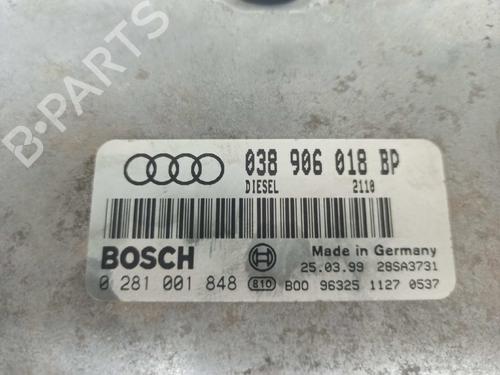 038 906 018 BP
DIESEL 2110
BOSCH
Made in Germany
25.03.99 28SA3731
0 281 001 848 810 B00 96325 1127 0537
B-PARTS